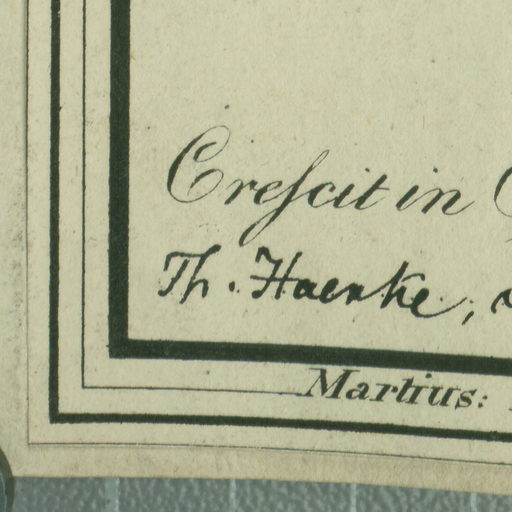 Creſcit in
Th. Haenke,
Martius: